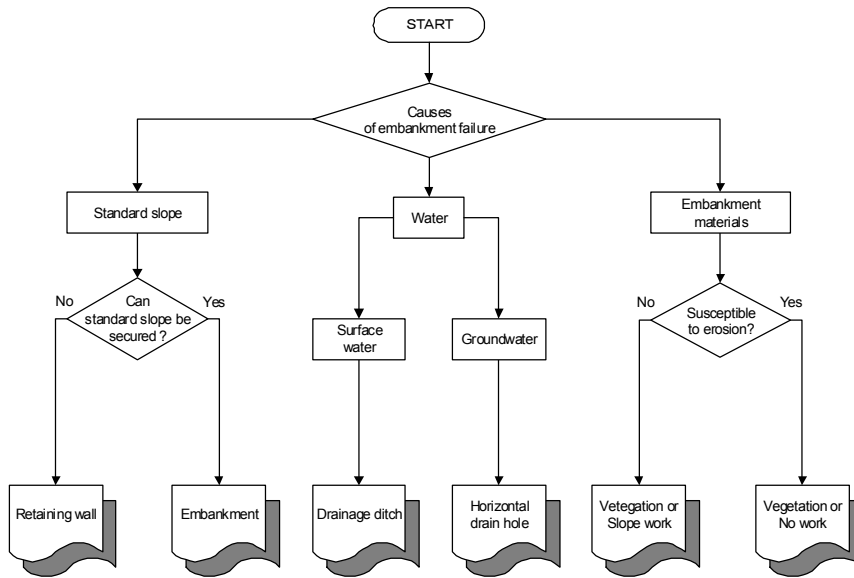 START
Causes
of embankment failure
Standard slope
Water
Embankment
materials
No
Can
standard slope be
secured ?
Yes
Surface
water
Groundwater
No
Susceptible
to erosion?
Yes
Retaining wall
Embankment
Drainage ditch
Horizontal
drain hole
Vetegation or
Slope work
Vegetation or
No work